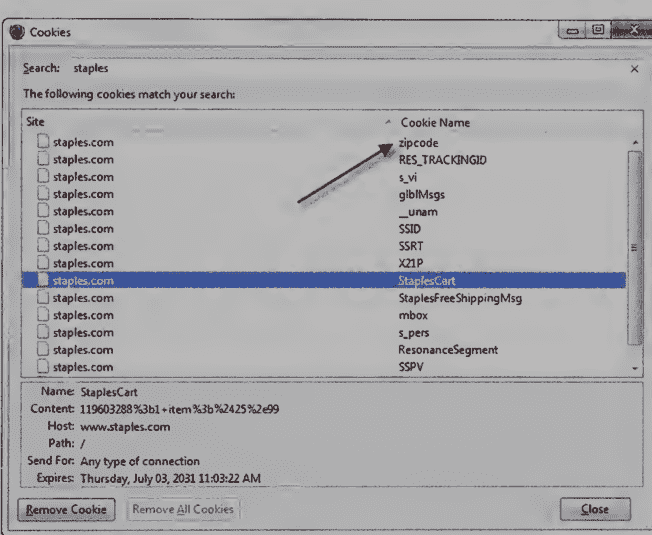 Cookies
Search: staples
The following cookies match your search:
Site Cookie Name
staples.com zipcode
staples.com RES_TRACKINGID
staples.com s_vi
staples.com glblMsgs
staples.com __unam
staples.com SSID
staples.com SSRT
staples.com X21P
staples.com StaplesCart
staples.com StaplesFreeShippingMsg
staples.com mbox
staples.com s_pers
staples.com ResonanceSegment
staples.com SSPV
Name: StaplesCart
Content: 119603288%3b1+item%3b%2425%2e99
Host: www.staples.com
Path: /
Send For: Any type of connection
Expires: Thursday, July 03, 2031 11:03:22 AM
Remove Cookie Remove All Cookies Close